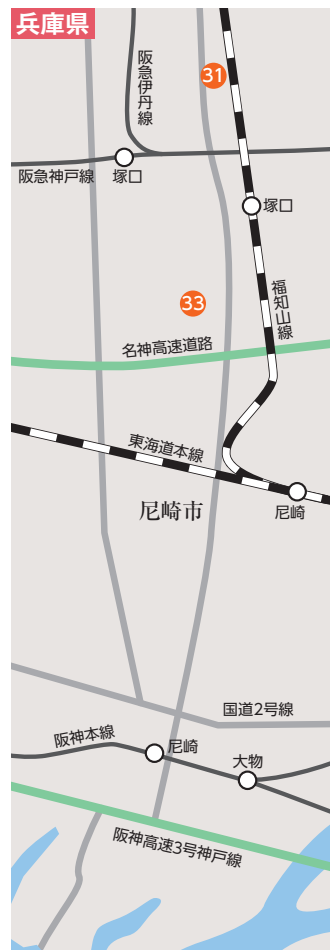 兵庫県
阪急伊丹線
31
阪急神戸線
塚口
塚口
33
福知山線
名神高速道路
東海道本線
尼崎市
尼崎
国道2号線
阪神本線
尼崎
大物
阪神高速3号神戸線